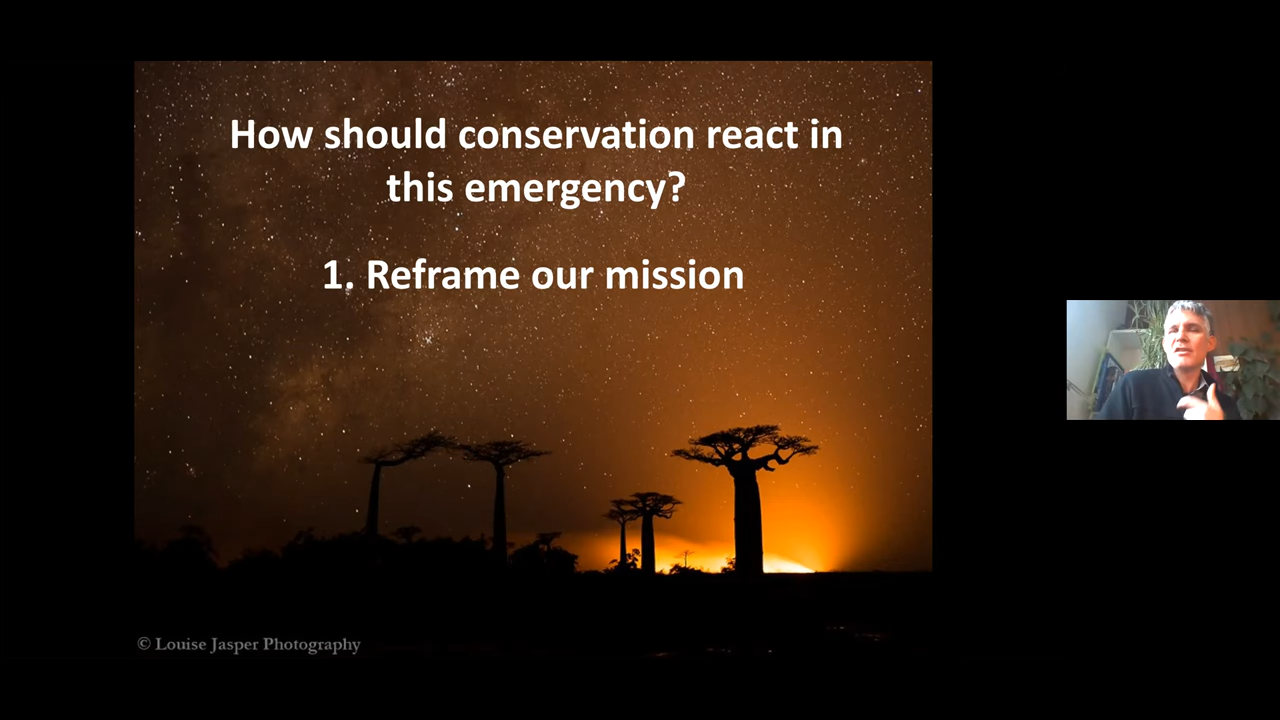 How should conservation react in
this emergency?
1. Reframe our mission
© Louise Jasper Photography